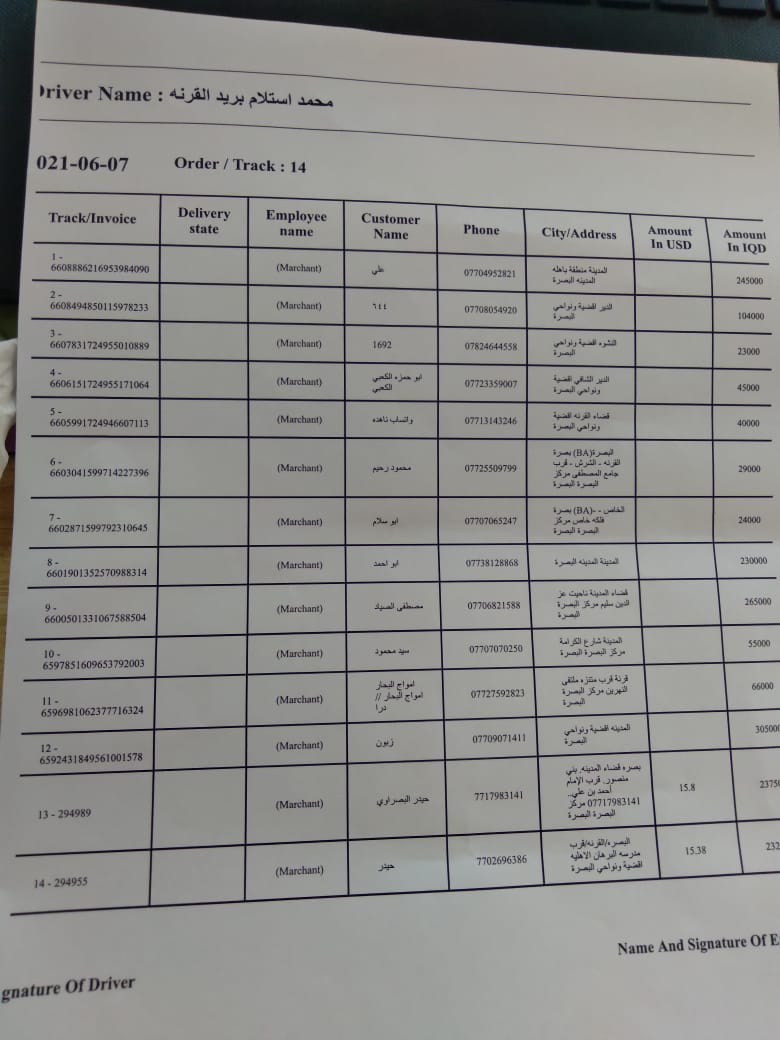 Driver Name : محمد استلام بريد القرنه
021-06-07 Order / Track : 14
Track/Invoice Delivery state Employee name Customer Name Phone City/Address Amount In USD Amount In IQD
1 - 6608886216953984090 (Marchant) علي 07704952821 المدينة منطقة باهله المدينه البصرة 245000
2 - 6608494850115978233 (Marchant) ٦٤٤ 07708054920 الدير اقضية ونواحي البصرة 104000
3 - 6607831724955010889 (Marchant) 1692 07824644558 النشوه اقضية ونواحي البصرة 23000
4 - 6606151724955171064 (Marchant) ابو حمزه الكعبي الكعبي 07723359007 الدير الشافي اقضية ونواحي البصرة 45000
5 - 6605991724946607113 (Marchant) واتساب ناهده 07713143246 قضاء القرنه اقضية ونواحي البصرة 40000
6 - 6603041599714227396 (Marchant) محمود رحيم 07725509799 البصرة(BA) بصرة القرنه - الشرش - قرب جامع المصطفى مركز البصرة البصرة 29000
7 - 6602871599792310645 (Marchant) ابو سلام 07707065247 الخاص - -(BA) بصرة فلكه خاص مركز البصرة البصرة 24000
8 - 6601901352570988314 (Marchant) ابو احمد 07738128868 المدينة المدينه البصرة 230000
9 - 6600501331067588504 (Marchant) مصطفى الصياد 07706821588 قضاء المدينة ناحيت عز الدين سليم مركز البصرة البصرة 265000
10 - 6597851609653792003 (Marchant) سيد محمود 07707070250 المدينة شارع الكرامة مركز البصرة البصرة 55000
11 - 6596981062377716324 (Marchant) امواج البحار امواج البحار // درا 07727592823 قرنة قرب متنزه ملتقى النهرين مركز البصرة البصرة 66000
12 - 6592431849561001578 (Marchant) زبون 07709071411 المدينه اقضية ونواحي البصرة 305000
13 - 294989 (Marchant) حيدر البصراوي 7717983141 بصره قضاء المدينه, بني منصور, قرب الإمام أحمد بن علي.. 07717983141 مركز البصرة البصرة 15.8 2375
14 - 294955 (Marchant) حيدر 7702696386 البصره/القرنه/قرب مدرسه البرهان الاهليه اقضية ونواحي البصرة 15.38 232
Name And Signature Of E
gnature Of Driver